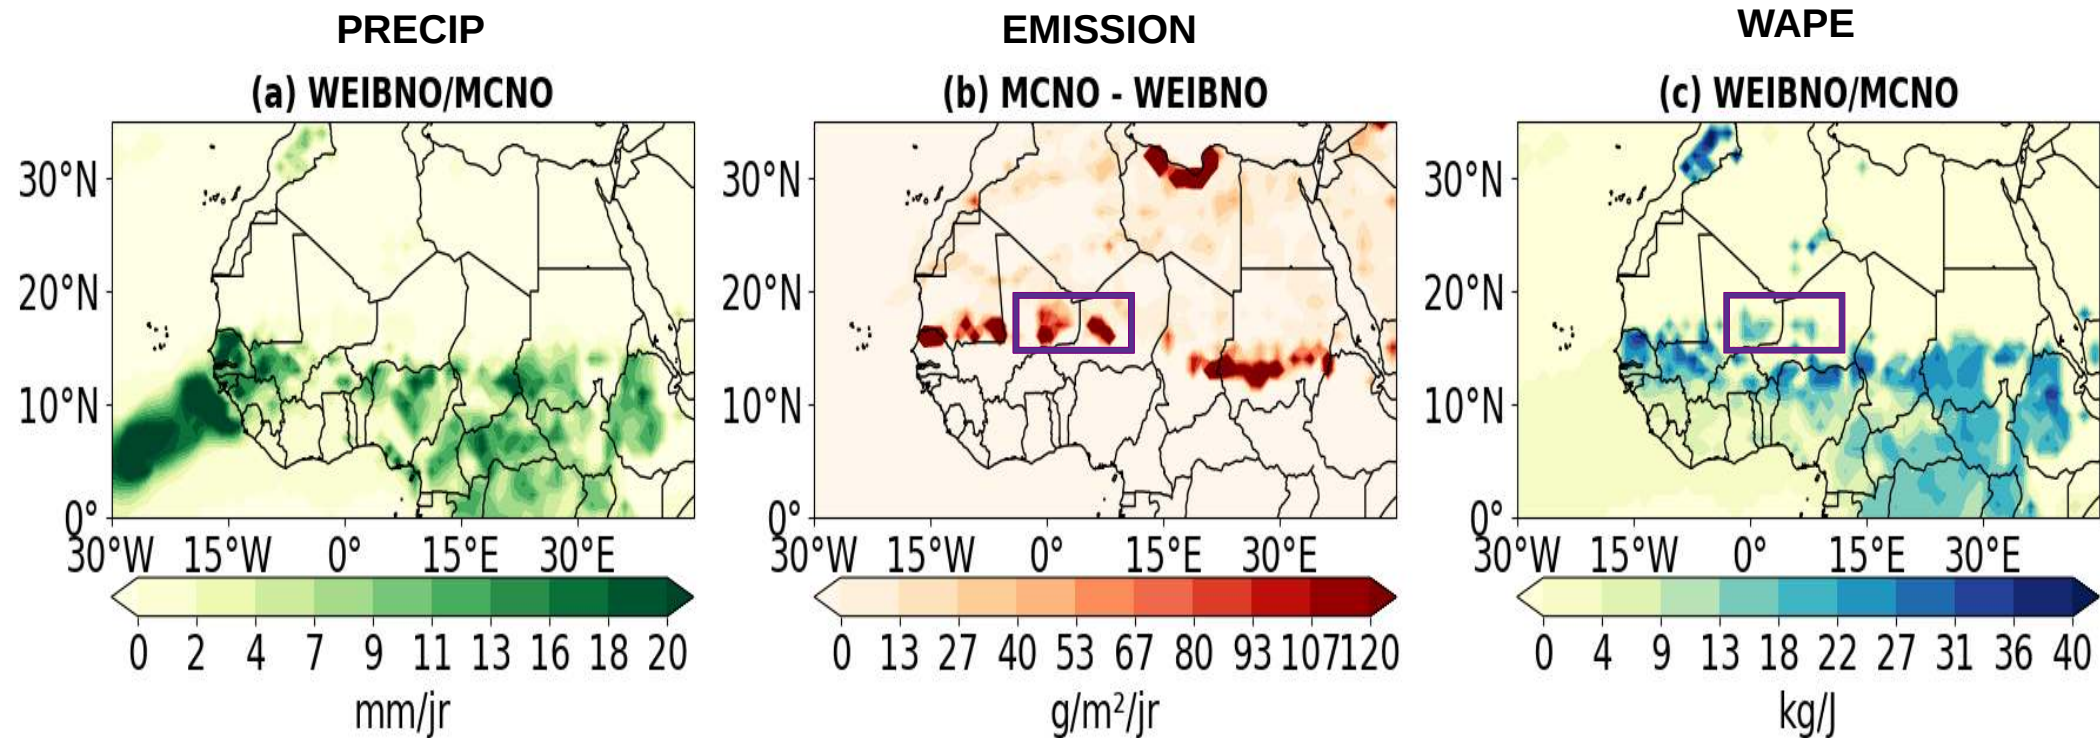 PRECIP
EMISSION
WAPE
(a) WEIBNO/MCNO
(b) MCNO - WEIBNO
(c) WEIBNO/MCNO
30°N
20°N
10°N
0°
30°W 15°W 0° 15°E 30°E
0 2 4 7 9 11 13 16 18 20
mm/jr
30°N
20°N
10°N
0°
30°W 15°W 0° 15°E 30°E
0 13 27 40 53 67 80 93 107 120
g/m²/jr
30°N
20°N
10°N
0°
30°W 15°W 0° 15°E 30°E
0 4 9 13 18 22 27 31 36 40
kg/J